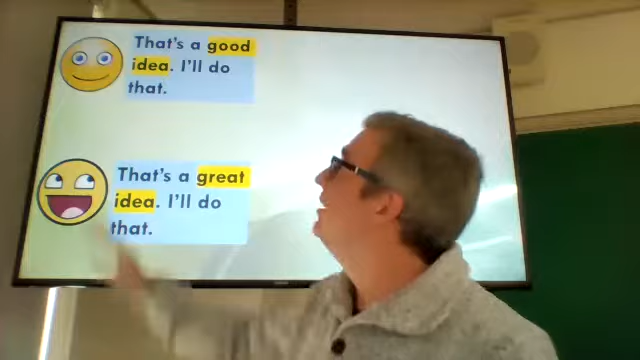 That's a good
idea. I'll do
that.
That's a great
idea. I'll do
that.